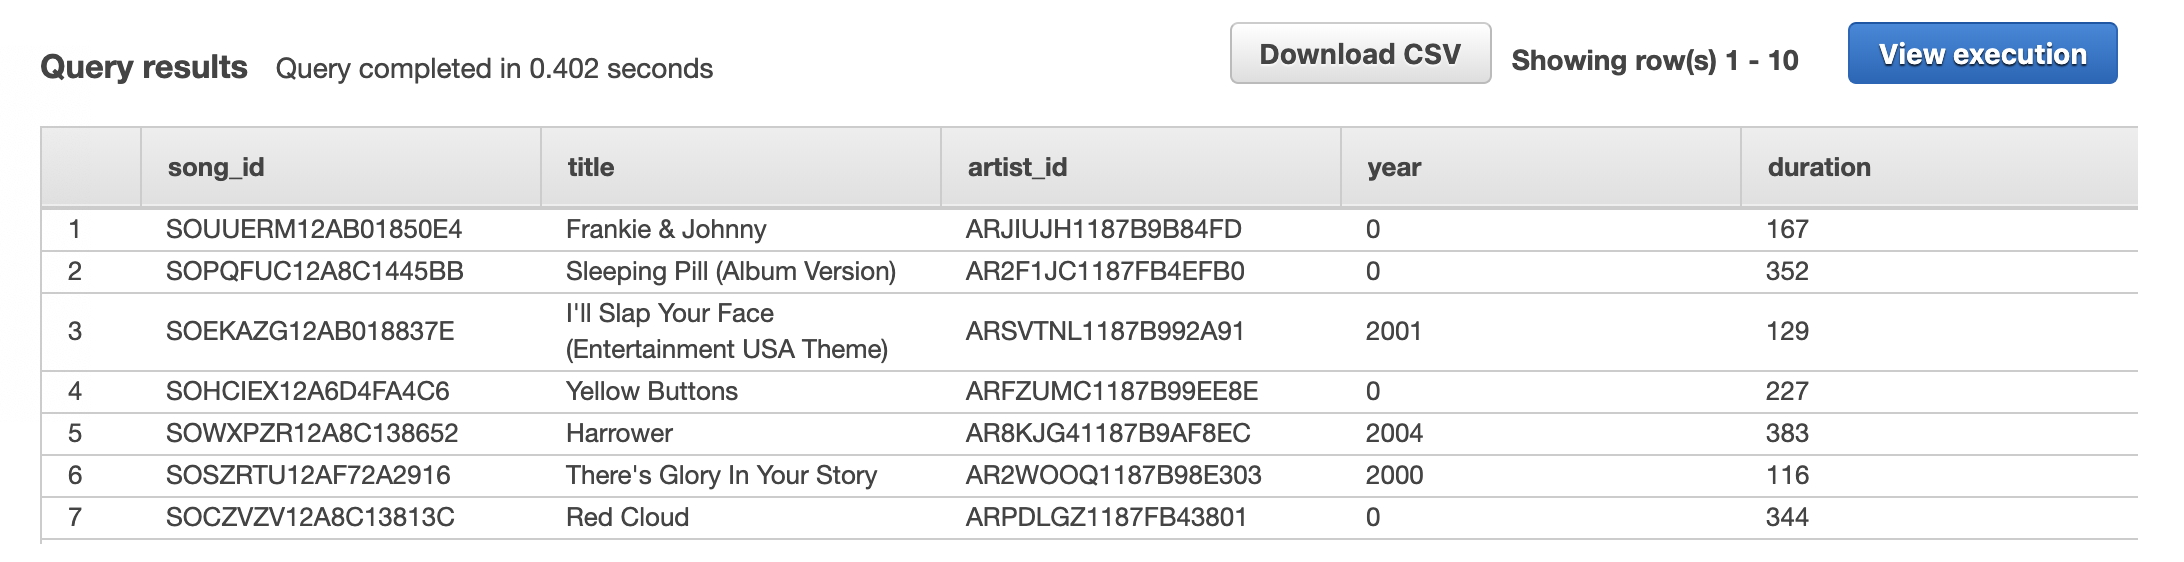 Query results Query completed in 0.402 seconds Download CSV Showing row(s) 1 - 10 View execution
song_id title artist_id year duration
1 SOUUERM12AB01850E4 Frankie & Johnny ARJIUJH1187B9B84FD 0 167
2 SOPQFUC12A8C1445BB Sleeping Pill (Album Version) AR2F1JC1187FB4EFB0 0 352
3 SOEKAZG12AB018837E I'll Slap Your Face (Entertainment USA Theme) ARSVTNL1187B992A91 2001 129
4 SOHCIEX12A6D4FA4C6 Yellow Buttons ARFZUMC1187B99EE8E 0 227
5 SOWXPZR12A8C138652 Harrower AR8KJG41187B9AF8EC 2004 383
6 SOSZRTU12AF72A2916 There's Glory In Your Story AR2WOOQ1187B98E303 2000 116
7 SOCZVZV12A8C13813C Red Cloud ARPDLGZ1187FB43801 0 344